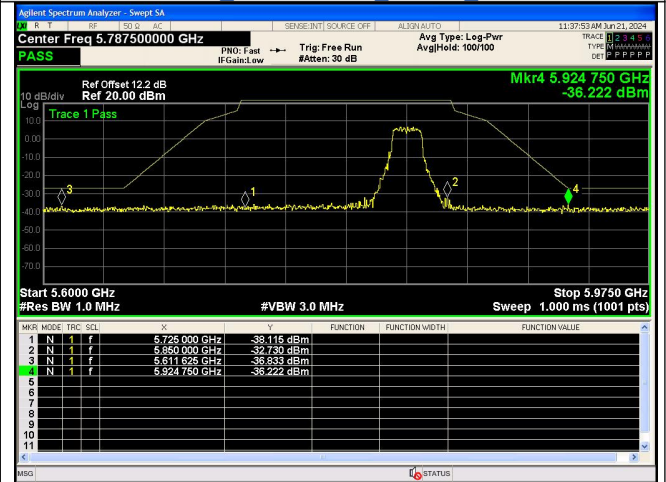 Agilent Spectrum Analyzer - Swept SA
R T RF 50 Ω AC SENSE:INT SOURCE OFF ALIGN AUTO 11:37:53 AM Jun 21, 2024
Center Freq 5.787500000 GHz
PNO: Fast
IFGain:Low
Trig: Free Run
#Atten: 30 dB
Avg Type: Log-Pwr
Avg|Hold: 100/100
TRACE 1 2 3 4 5 6
TYPE M
DET P P P P P P
PASS
Mkr4 5.924 750 GHz
-36.222 dBm
Ref Offset 12.2 dB
10 dB/div Ref 20.00 dBm
Log
Trace 1 Pass
10.0
0.00
-10.0
-20.0
-30.0
-40.0
-50.0
-60.0
-70.0
3
1
2
4
Start 5.6000 GHz Stop 5.9750 GHz
#Res BW 1.0 MHz #VBW 3.0 MHz Sweep 1.000 ms (1001 pts)
MKR MODE TRC SCL X Y FUNCTION FUNCTION WIDTH FUNCTION VALUE
1 N 1 f 5.725 000 GHz -38.115 dBm
2 N 1 f 5.850 000 GHz -32.730 dBm
3 N 1 f 5.611 625 GHz -36.833 dBm
4 N 1 f 5.924 750 GHz -36.222 dBm
5
6
7
8
9
10
11
MSG STATUS